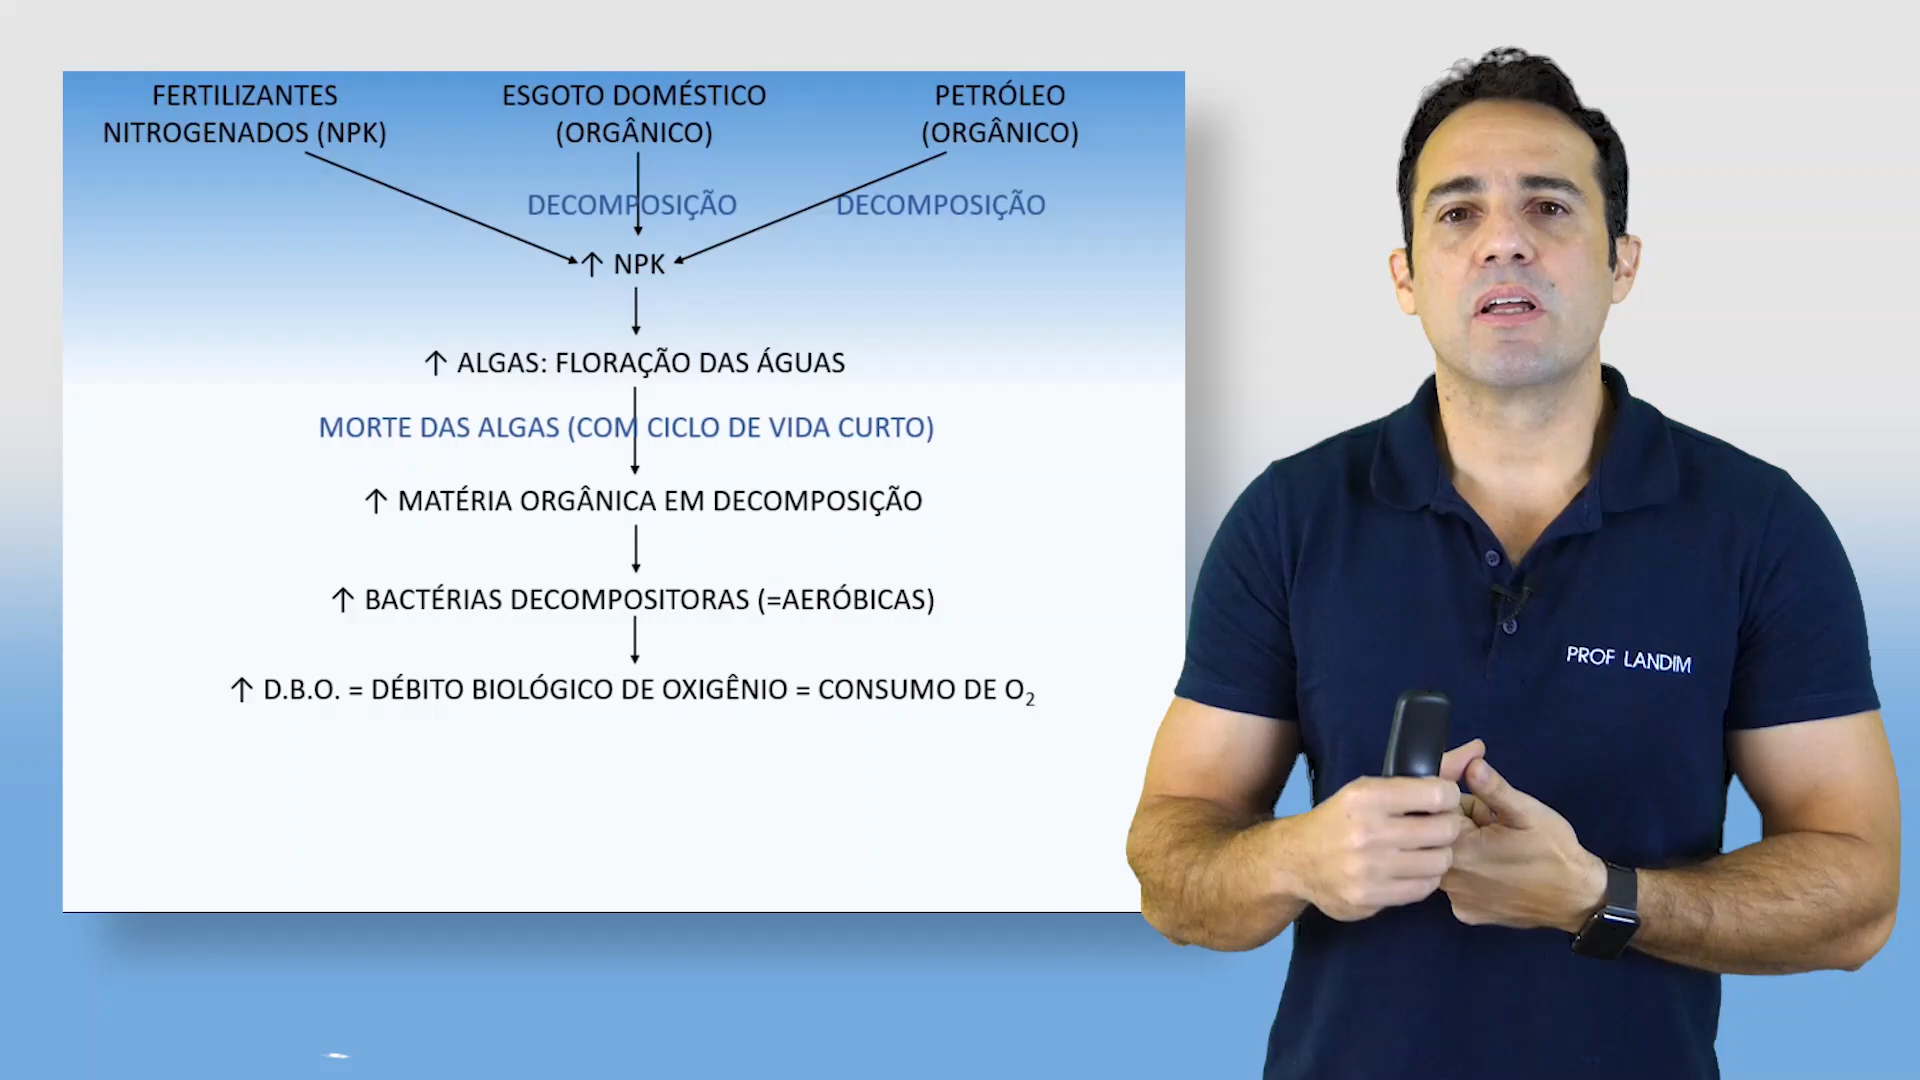 FERTILIZANTES
NITROGENADOS (NPK)
ESGOTO DOMÉSTICO
(ORGÂNICO)
PETRÓLEO
(ORGÂNICO)
DECOMPOSIÇÃO
DECOMPOSIÇÃO
↑ NPK
↑ ALGAS: FLORAÇÃO DAS ÁGUAS
MORTE DAS ALGAS (COM CICLO DE VIDA CURTO)
↑ MATÉRIA ORGÂNICA EM DECOMPOSIÇÃO
↑ BACTÉRIAS DECOMPOSITORAS (=AERÓBICAS)
↑ D.B.O. = DÉBITO BIOLÓGICO DE OXIGÊNIO = CONSUMO DE O₂
PROF LANDIM